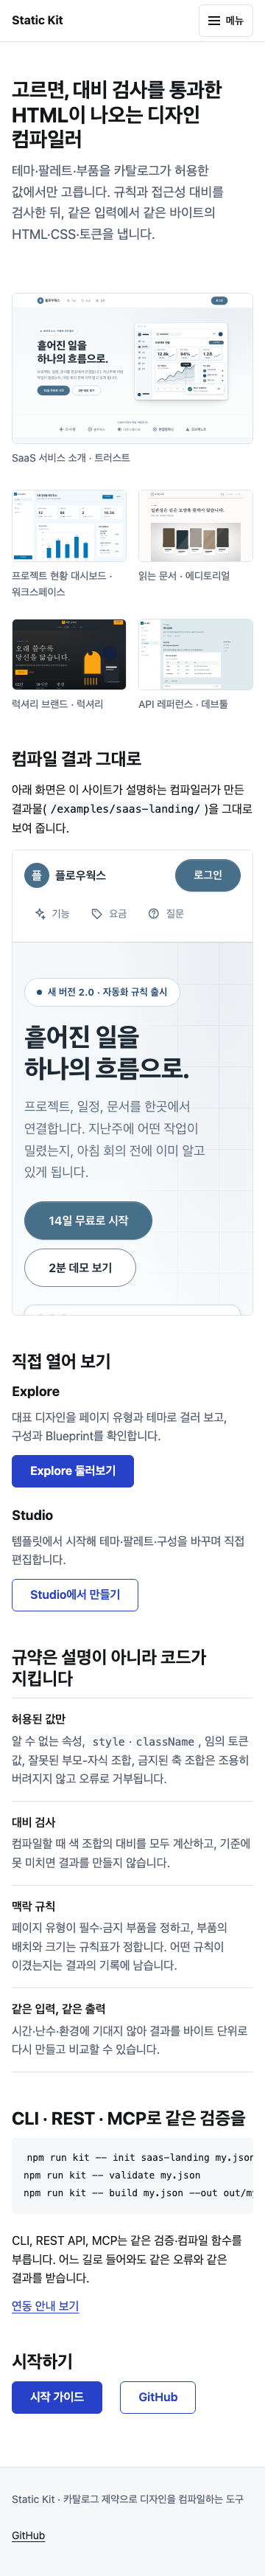 Static Kit
메뉴
고르면, 대비 검사를 통과한
HTML이 나오는 디자인
컴파일러
테마·팔레트·부품을 카탈로그가 허용한
값에서만 고릅니다. 규칙과 접근성 대비를
검사한 뒤, 같은 입력에서 같은 바이트의
HTML·CSS·토큰을 냅니다.
흩어진 일을
하나의 흐름으로.
SaaS 서비스 소개 · 트러스트
프로젝트 현황 대시보드 ·
워크스페이스
읽는 문서 · 에디토리얼
럭셔리 브랜드 · 럭셔리
API 레퍼런스 · 데브툴
컴파일 결과 그대로
아래 화면은 이 사이트가 설명하는 컴파일러가 만든
결과물( /examples/saas-landing/ )을 그대로
보여 줍니다.
플 플로우웍스
로그인
기능 요금 질문
새 버전 2.0 · 자동화 규칙 출시
흩어진 일을
하나의 흐름으로.
프로젝트, 일정, 문서를 한곳에서
연결합니다. 지난주에 어떤 작업이
밀렸는지, 아침 회의 전에 이미 알고
있게 됩니다.
14일 무료로 시작
2분 데모 보기
직접 열어 보기
Explore
대표 디자인을 페이지 유형과 테마로 걸러 보고,
구성과 Blueprint를 확인합니다.
Explore 둘러보기
Studio
템플릿에서 시작해 테마·팔레트·구성을 바꾸며 직접
편집합니다.
Studio에서 만들기
규약은 설명이 아니라 코드가
지킵니다
허용된 값만
알 수 없는 속성, style · className , 임의 토큰
값, 잘못된 부모-자식 조합, 금지된 축 조합은 조용히
버려지지 않고 오류로 거부됩니다.
대비 검사
컴파일할 때 색 조합의 대비를 모두 계산하고, 기준에
못 미치면 결과를 만들지 않습니다.
맥락 규칙
페이지 유형이 필수·금지 부품을 정하고, 부품의
배치와 크기는 규칙표가 정합니다. 어떤 규칙이
이겼는지는 결과의 기록에 남습니다.
같은 입력, 같은 출력
시간·난수·환경에 기대지 않아 결과를 바이트 단위로
다시 만들고 비교할 수 있습니다.
CLI · REST · MCP로 같은 검증을
npm run kit -- init saas-landing my.json
npm run kit -- validate my.json
npm run kit -- build my.json --out out/my
CLI, REST API, MCP는 같은 검증·컴파일 함수를
부릅니다. 어느 길로 들어와도 같은 오류와 같은
결과를 받습니다.
연동 안내 보기
시작하기
시작 가이드
GitHub
Static Kit · 카탈로그 제약으로 디자인을 컴파일하는 도구
GitHub